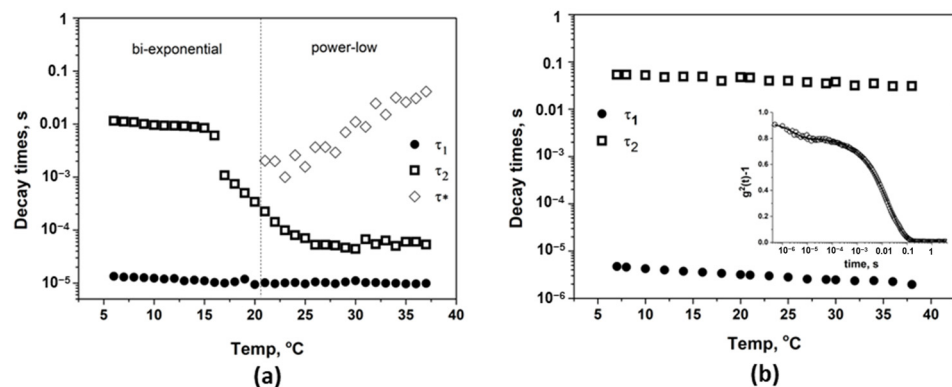 1
0.1
0.01
10⁻³
10⁻⁴
10⁻⁵
Decay times, s
bi-exponential
power-low
τ₁
τ₂
τ*
5 10 15 20 25 30 35 40
Temp, °C
(a)
1
0.1
0.01
10⁻³
10⁻⁴
10⁻⁵
10⁻⁶
Decay times, s
τ₁
τ₂
1.0
0.8
0.6
0.4
0.2
0.0
g²(t)-1
10⁻⁶ 10⁻⁵ 10⁻⁴ 10⁻³ 0.01 0.1 1
time, s
5 10 15 20 25 30 35 40
Temp, °C
(b)